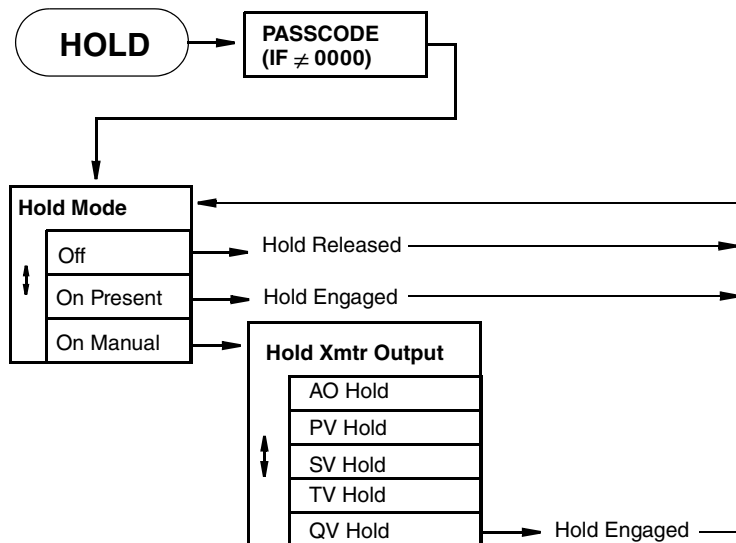 HOLD
PASSCODE
(IF ≠ 0000)
Hold Mode
Off
Hold Released
On Present
Hold Engaged
On Manual
Hold Xmtr Output
AO Hold
PV Hold
SV Hold
TV Hold
QV Hold
Hold Engaged